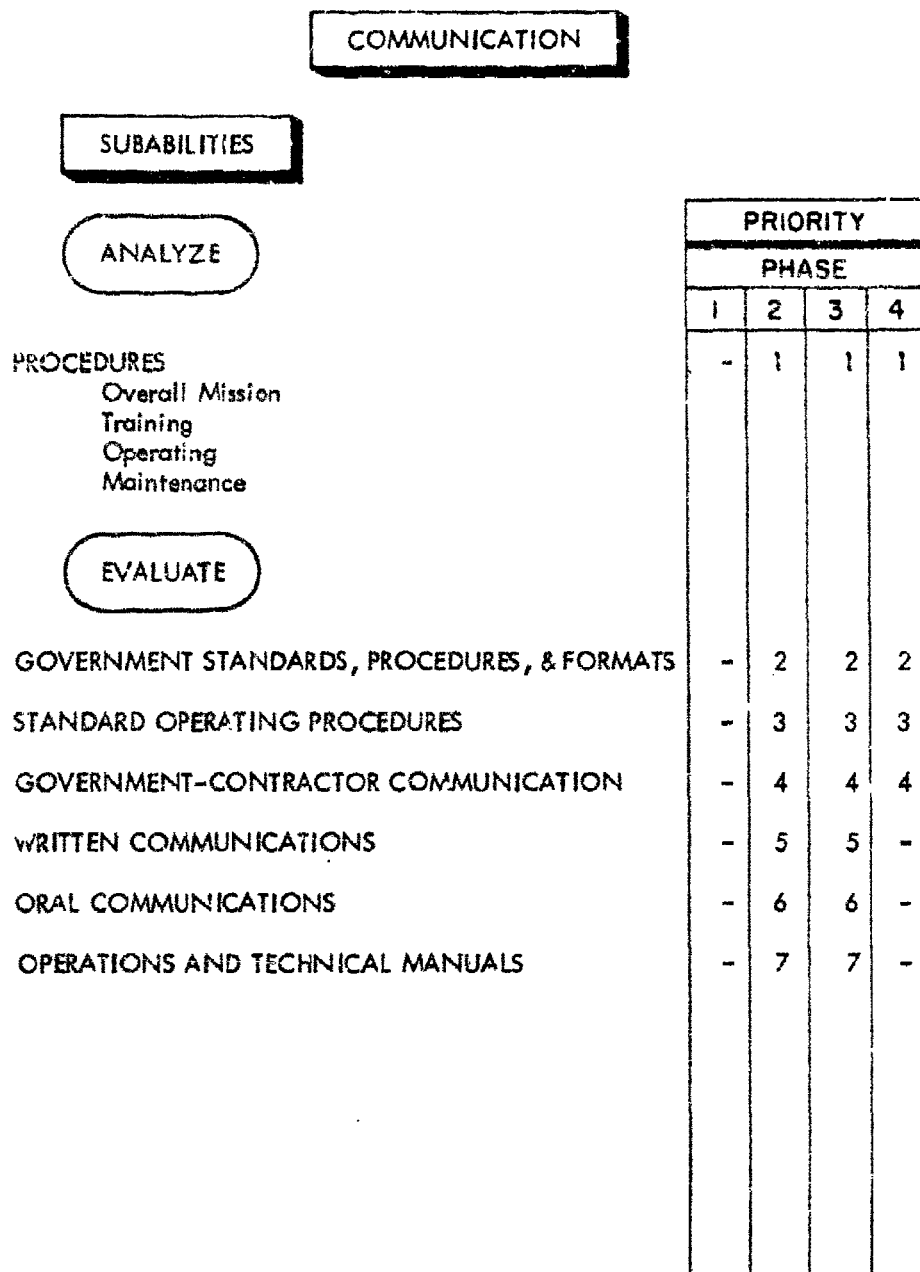 COMMUNICATION
SUBABILITIES
ANALYZE
PRIORITY
PHASE
1 2 3 4
PROCEDURES - 1 1 1
Overall Mission
Training
Operating
Maintenance
EVALUATE
GOVERNMENT STANDARDS, PROCEDURES, & FORMATS - 2 2 2
STANDARD OPERATING PROCEDURES - 3 3 3
GOVERNMENT-CONTRACTOR COMMUNICATION - 4 4 4
WRITTEN COMMUNICATIONS - 5 5 -
ORAL COMMUNICATIONS - 6 6 -
OPERATIONS AND TECHNICAL MANUALS - 7 7 -